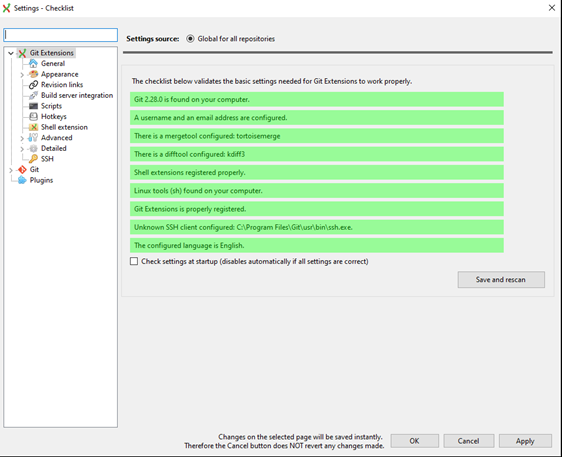 Settings - Checklist
Settings source: Global for all repositories
Git Extensions
General
Appearance
Revision links
Build server integration
Scripts
Hotkeys
Shell extension
Advanced
Detailed
SSH
Git
Plugins
The checklist below validates the basic settings needed for Git Extensions to work properly.
Git 2.28.0 is found on your computer.
A username and an email address are configured.
There is a mergetool configured: tortoisemerge
There is a difftool configured: kdiff3
Shell extensions registered properly.
Linux tools (sh) found on your computer.
Git Extensions is properly registered.
Unknown SSH client configured: C:\Program Files\Git\usr\bin\ssh.exe.
The configured language is English.
Check settings at startup (disables automatically if all settings are correct)
Save and rescan
Changes on the selected page will be saved instantly.
Therefore the Cancel button does NOT revert any changes made.
OK Cancel Apply